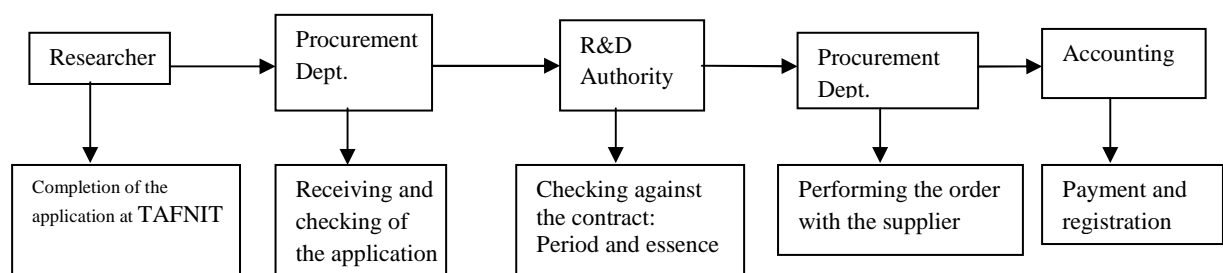 Researcher
Procurement
Dept.
R&D
Authority
Procurement
Dept.
Accounting
Completion of the
application at TAFNIT
Receiving and
checking of
the application
Checking against
the contract:
Period and essence
Performing the order
with the supplier
Payment and
registration